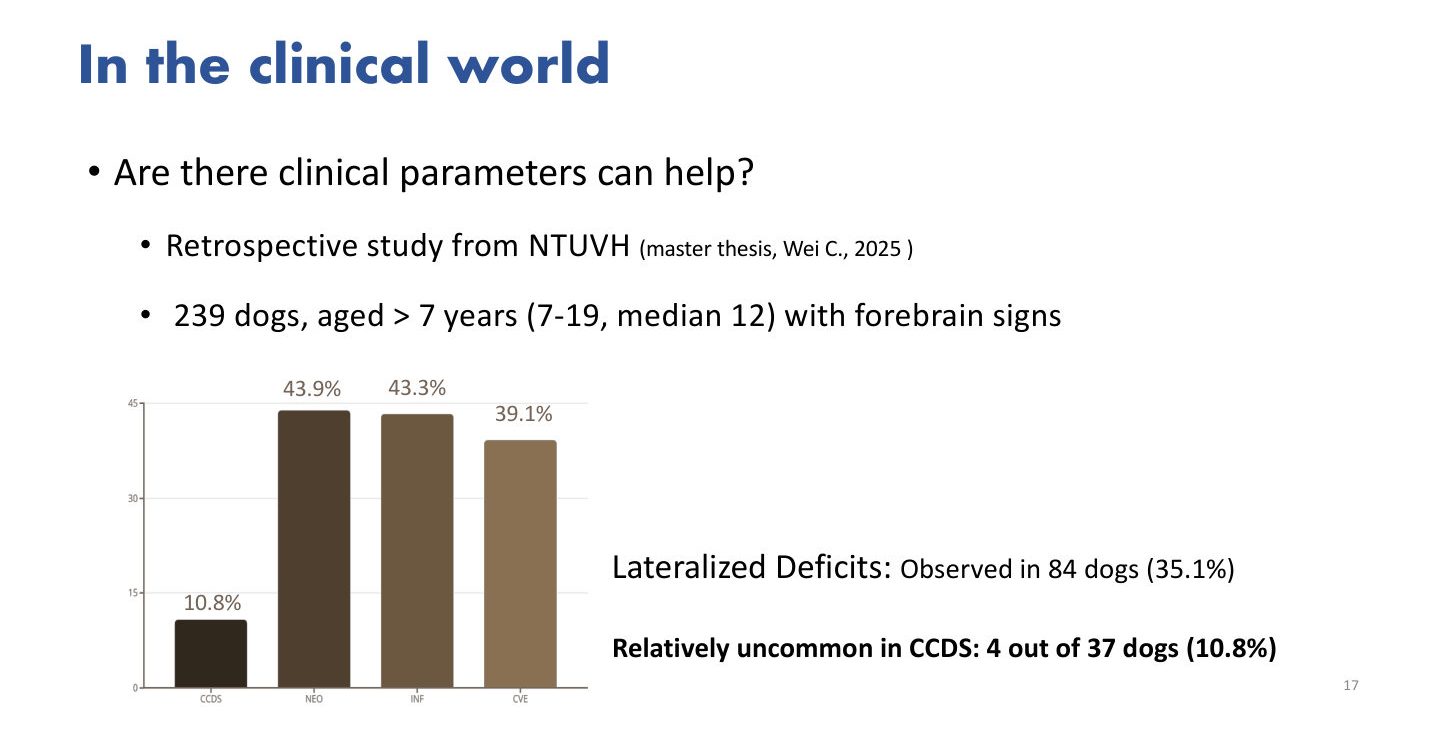 In the clinical world
• Are there clinical parameters can help?
• Retrospective study from NTUVH (master thesis, Wei C., 2025 )
• 239 dogs, aged > 7 years (7-19, median 12) with forebrain signs
43.9%
43.3%
39.1%
10.8%
45
30
15
0
CCDS
NEO
INF
CVE
Lateralized Deficits: Observed in 84 dogs (35.1%)
Relatively uncommon in CCDS: 4 out of 37 dogs (10.8%)
17